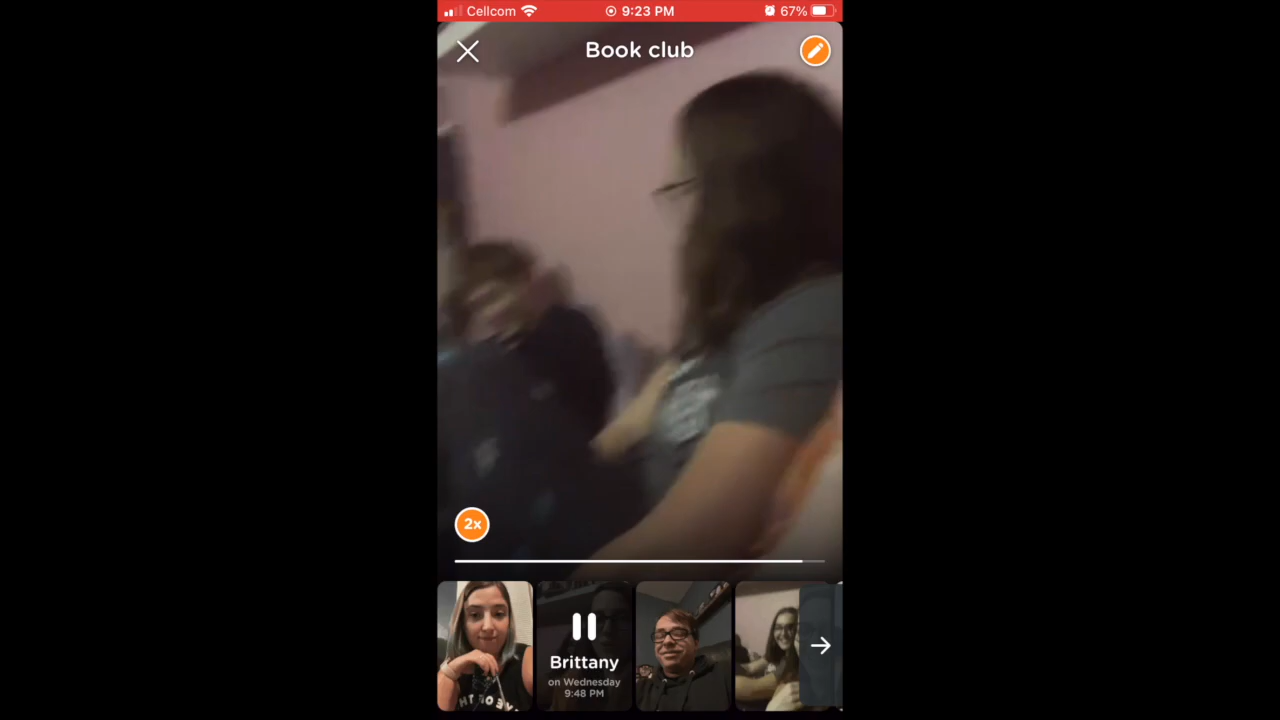 Cellcom 9:23 PM 67%
Book club
2x
Brittany
on Wednesday
9:48 PM